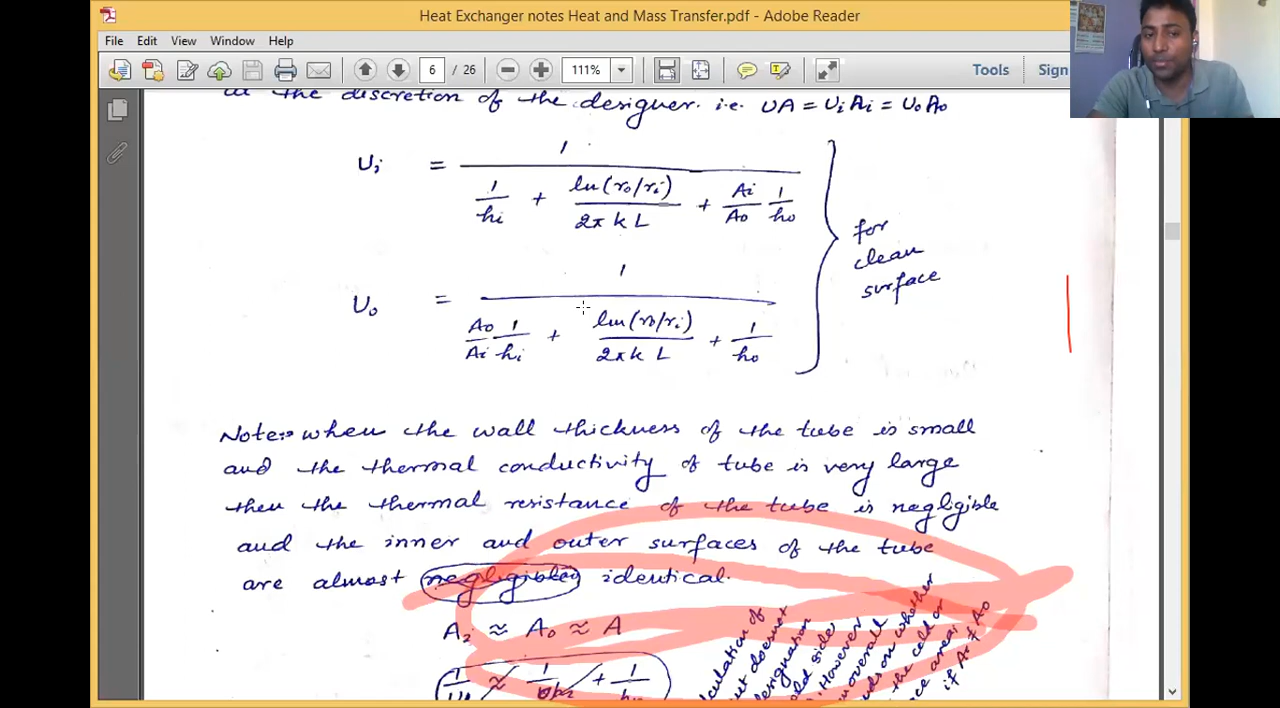 Heat Exchanger notes Heat and Mass Transfer.pdf - Adobe Reader
File Edit View Window Help
6 / 26 111% Tools Sign
at the discretion of the designer. i.e. UA = UiAi = UoAo
Ui = 1 / (1/hi + ln(ro/ri)/2πkL + Ai/Ao 1/ho)
Uo = 1 / (Ao/Ai 1/hi + ln(ro/ri)/2πkL + 1/ho)
for
clean
surface
Note:- when the wall thickness of the tube is small
and the thermal conductivity of tube is very large
then the thermal resistance of the tube is negligible
and the inner and outer surfaces of the tube
are almost negligible identical.
Ai ≈ Ao ≈ A